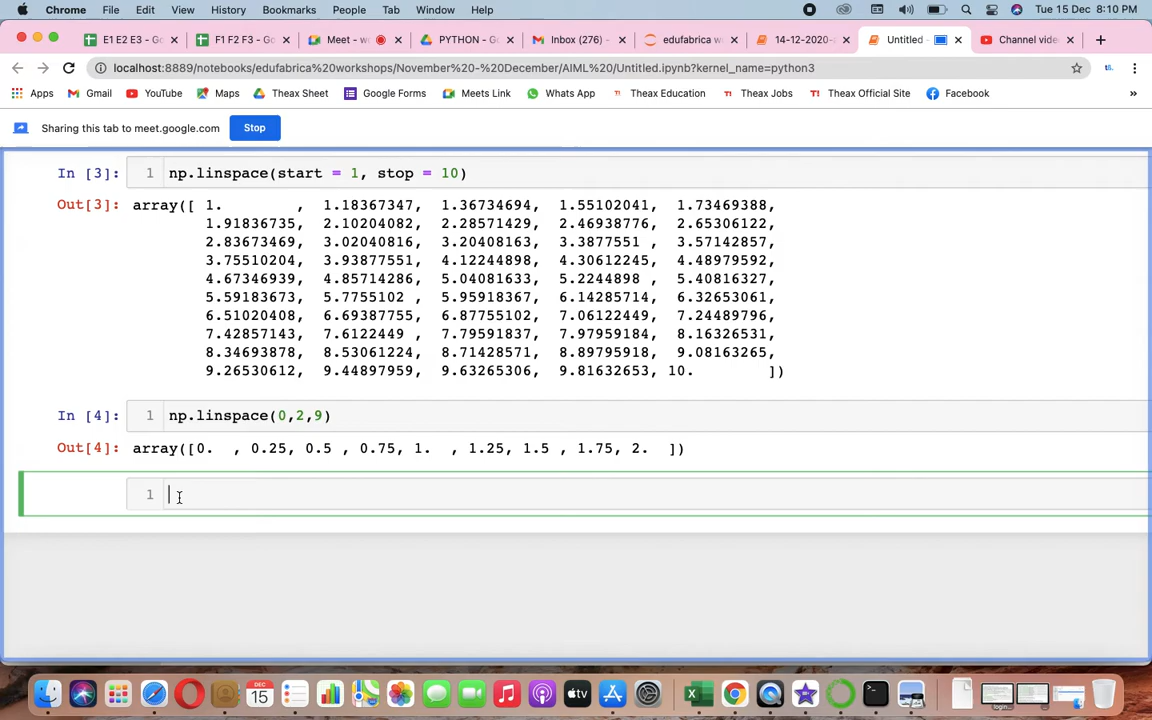 Chrome File Edit View History Bookmarks People Tab Window Help Tue 15 Dec 8:10 PM
E1 E2 E3 - Go F1 F2 F3 - Goo Meet - w PYTHON - G Inbox (276) - edufabrica w 14-12-2020- Untitled - Channel vide
localhost:8889/notebooks/edufabrica%20workshops/November%20-%20December/AIML%20/Untitled.ipynb?kernel_name=python3
Apps Gmail YouTube Maps Theax Sheet Google Forms Meets Link Whats App Theax Education Theax Jobs Theax Official Site Facebook »
Sharing this tab to meet.google.com Stop
In [3]: 1 np.linspace(start = 1, stop = 10)
Out[3]: array([ 1. , 1.18367347, 1.36734694, 1.55102041, 1.73469388,
1.91836735, 2.10204082, 2.28571429, 2.46938776, 2.65306122,
2.83673469, 3.02040816, 3.20408163, 3.3877551 , 3.57142857,
3.75510204, 3.93877551, 4.12244898, 4.30612245, 4.48979592,
4.67346939, 4.85714286, 5.04081633, 5.2244898 , 5.40816327,
5.59183673, 5.7755102 , 5.95918367, 6.14285714, 6.32653061,
6.51020408, 6.69387755, 6.87755102, 7.06122449, 7.24489796,
7.42857143, 7.6122449 , 7.79591837, 7.97959184, 8.16326531,
8.34693878, 8.53061224, 8.71428571, 8.89795918, 9.08163265,
9.26530612, 9.44897959, 9.63265306, 9.81632653, 10. ])
In [4]: 1 np.linspace(0,2,9)
Out[4]: array([0. , 0.25, 0.5 , 0.75, 1. , 1.25, 1.5 , 1.75, 2. ])
1
DEC
15
tv